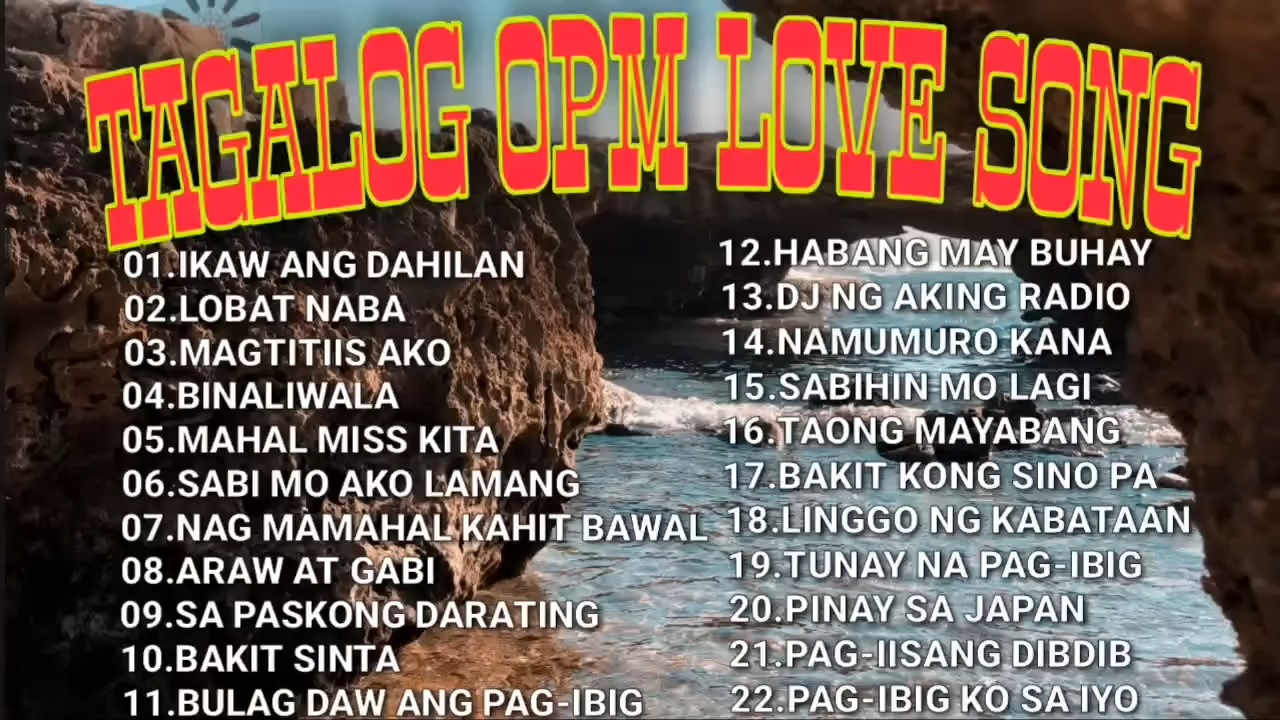 TAGALOG OPM LOVE SONG
01.IKAW ANG DAHILAN
02.LOBAT NABA
03.MAGTITIIS AKO
04.BINALIWALA
05.MAHAL MISS KITA
06.SABI MO AKO LAMANG
07.NAG MAMAHAL KAHIT BAWAL
08.ARAW AT GABI
09.SA PASKONG DARATING
10.BAKIT SINTA
11.BULAG DAW ANG PAG-IBIG
12.HABANG MAY BUHAY
13.DJ NG AKING RADIO
14.NAMUMURO KANA
15.SABIHIN MO LAGI
16.TAONG MAYABANG
17.BAKIT KONG SINO PA
18.LINGGO NG KABATAAN
19.TUNAY NA PAG-IBIG
20.PINAY SA JAPAN
21.PAG-IISANG DIBDIB
22.PAG-IBIG KO SA IYO